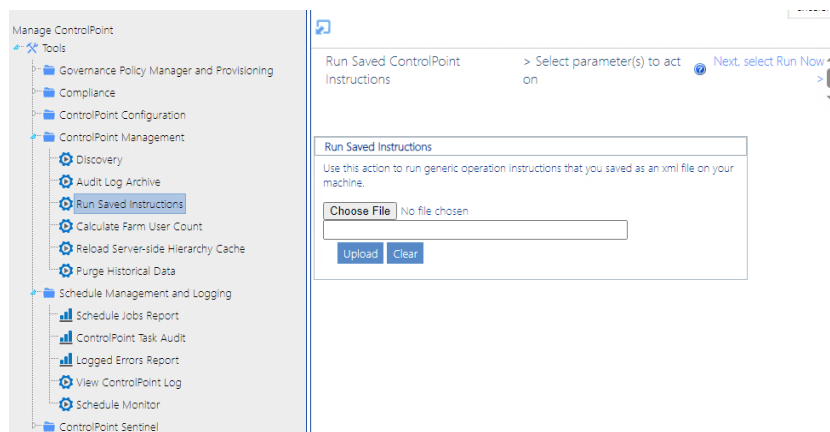 Manage ControlPoint
Tools
Governance Policy Manager and Provisioning
Compliance
ControlPoint Configuration
ControlPoint Management
Discovery
Audit Log Archive
Run Saved Instructions
Calculate Farm User Count
Reload Server-side Hierarchy Cache
Purge Historical Data
Schedule Management and Logging
Schedule Jobs Report
ControlPoint Task Audit
Logged Errors Report
View ControlPoint Log
Schedule Monitor
ControlPoint Sentinel
Run Saved ControlPoint
Instructions
> Select parameter(s) to act
on
Next, select Run Now
>
Run Saved Instructions
Use this action to run generic operation instructions that you saved as an xml file on your
machine.
Choose File No file chosen
Upload Clear